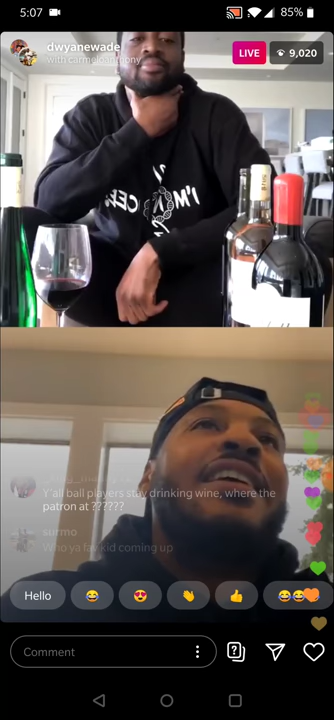 5:07
85%
dwyanewade
with carmeloanthony
LIVE
9,020
I'M
Y'all ball players stay drinking wine, where the
patron at ??????
surmo
Who ya fav kid coming up
Hello
Comment